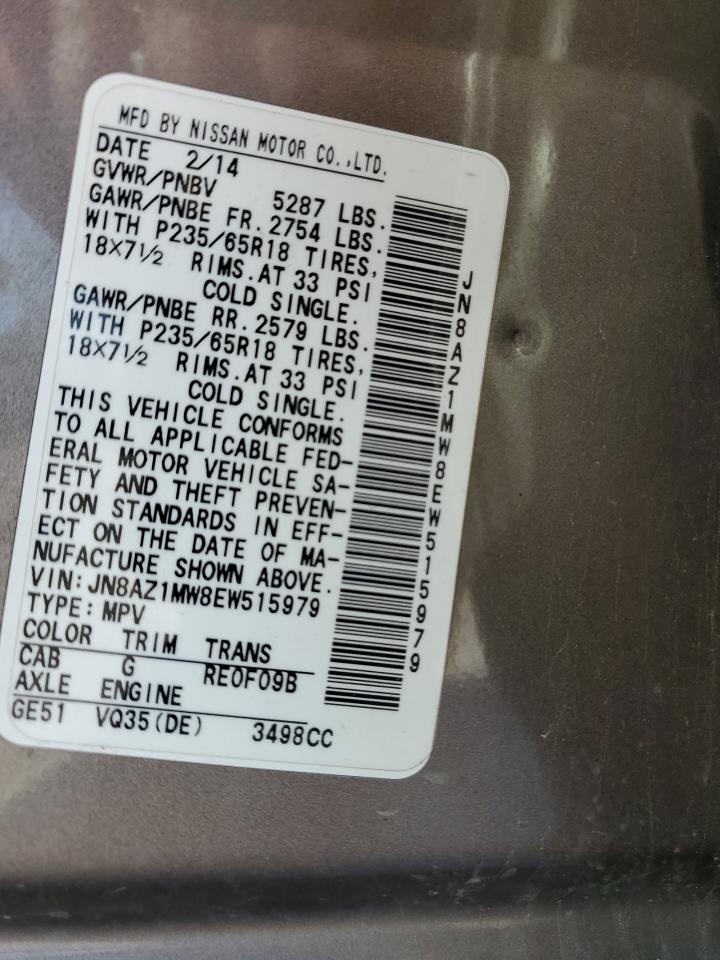 MFD BY NISSAN MOTOR CO.,LTD.
DATE 2/14
GVWR/PNBV 5287 LBS.
GAWR/PNBE FR. 2754 LBS.
WITH P235/65R18 TIRES,
18X7 1/2 RIMS.AT 33 PSI
COLD SINGLE.
GAWR/PNBE RR. 2579 LBS.
WITH P235/65R18 TIRES,
18X7 1/2 RIMS.AT 33 PSI
COLD SINGLE.
THIS VEHICLE CONFORMS
TO ALL APPLICABLE FED-
ERAL MOTOR VEHICLE SA-
FETY AND THEFT PREVEN-
TION STANDARDS IN EFF-
ECT ON THE DATE OF MA-
NUFACTURE SHOWN ABOVE.
VIN:JN8AZ1MW8EW515979
TYPE:MPV
COLOR TRIM TRANS
CAB G RE0F09B
AXLE ENGINE
GE51 VQ35(DE) 3498CC
JN8AZ1MW8EW515979